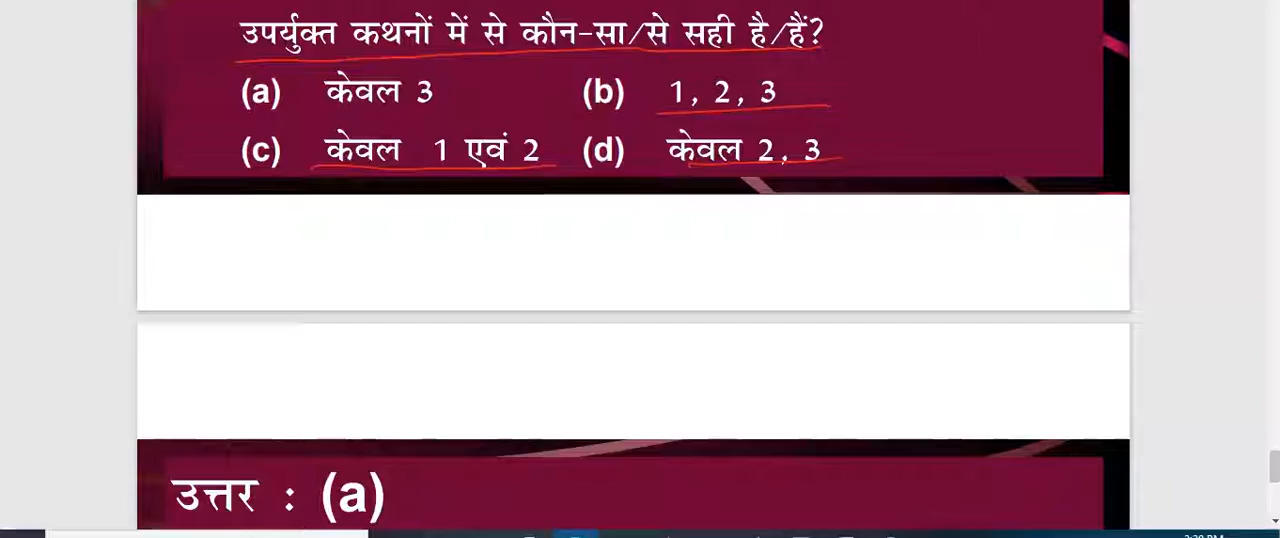 उपर्युक्त कथनों में से कौन-सा/से सही है/हैं?
(a) केवल 3 (b) 1, 2, 3
(c) केवल 1 एवं 2 (d) केवल 2, 3
उत्तर : (a)